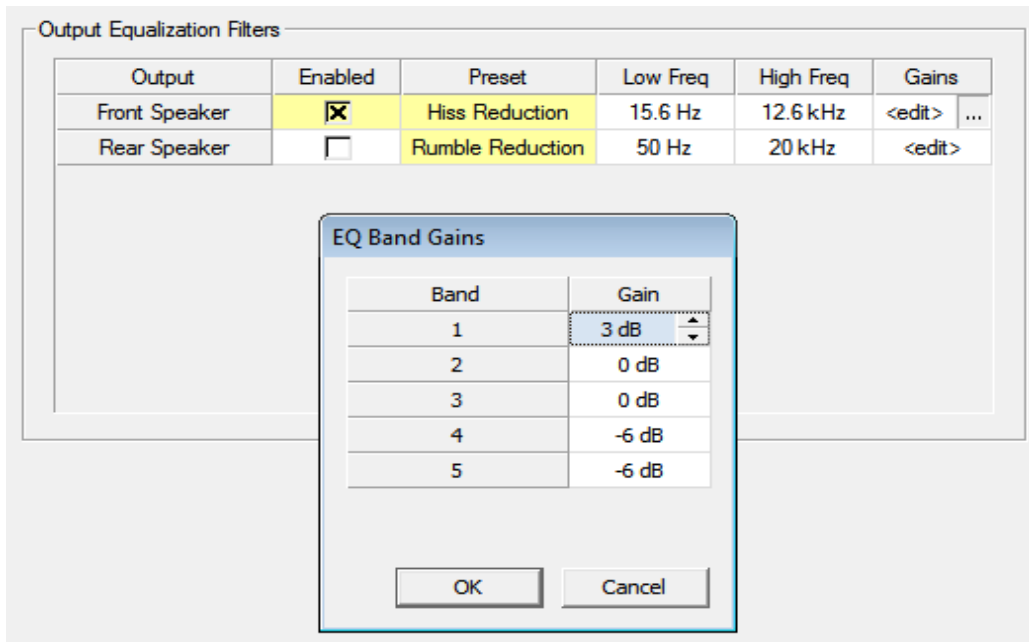 Output Equalization Filters
Output Enabled Preset Low Freq High Freq Gains
Front Speaker Hiss Reduction 15.6 Hz 12.6 kHz <edit> ...
Rear Speaker Rumble Reduction 50 Hz 20 kHz <edit>
EQ Band Gains
Band Gain
1 3 dB
2 0 dB
3 0 dB
4 -6 dB
5 -6 dB
OK Cancel